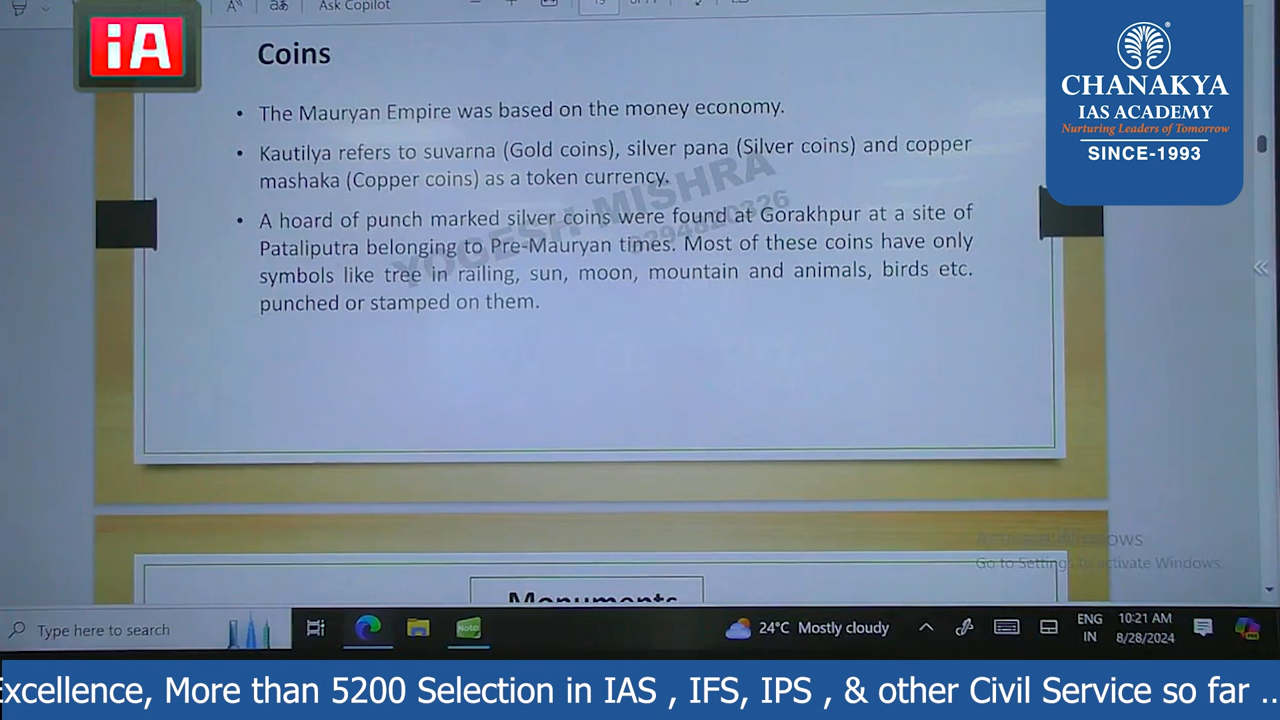 Ask Copilot
iA
CHANAKYA
IAS ACADEMY
Nurturing Leaders of Tomorrow
SINCE-1993
Coins
• The Mauryan Empire was based on the money economy.
• Kautilya refers to suvarna (Gold coins), silver pana (Silver coins) and copper
mashaka (Copper coins) as a token currency.
• A hoard of punch marked silver coins were found at Gorakhpur at a site of
Pataliputra belonging to Pre-Mauryan times. Most of these coins have only
symbols like tree in railing, sun, moon, mountain and animals, birds etc.
punched or stamped on them.
YOGESH MISHRA
Activate Windows
Go to Settings to activate Windows.
Monuments
Type here to search
24°C Mostly cloudy
ENG
IN
10:21 AM
8/28/2024
xcellence, More than 5200 Selection in IAS , IFS, IPS , & other Civil Service so far ..